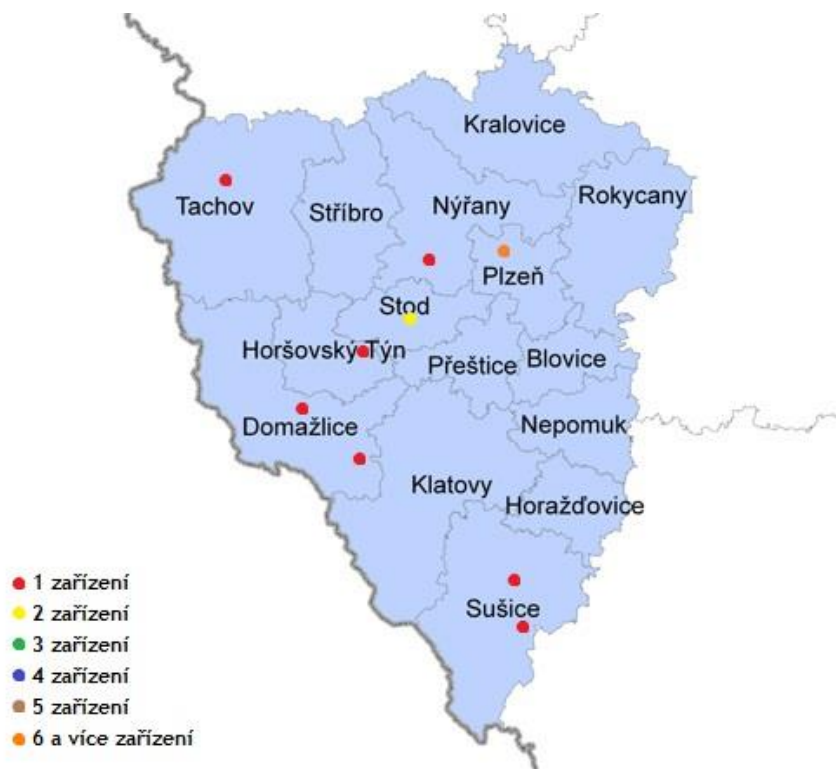 Kralovice
Rokycany
Tachov
Stříbro
Nýřany
Plzeň
Stod
Horšovský Týn
Přeštice
Blovice
Domažlice
Nepomuk
Klatovy
Horažďovice
Sušice
1 zařízení
2 zařízení
3 zařízení
4 zařízení
5 zařízení
6 a více zařízení